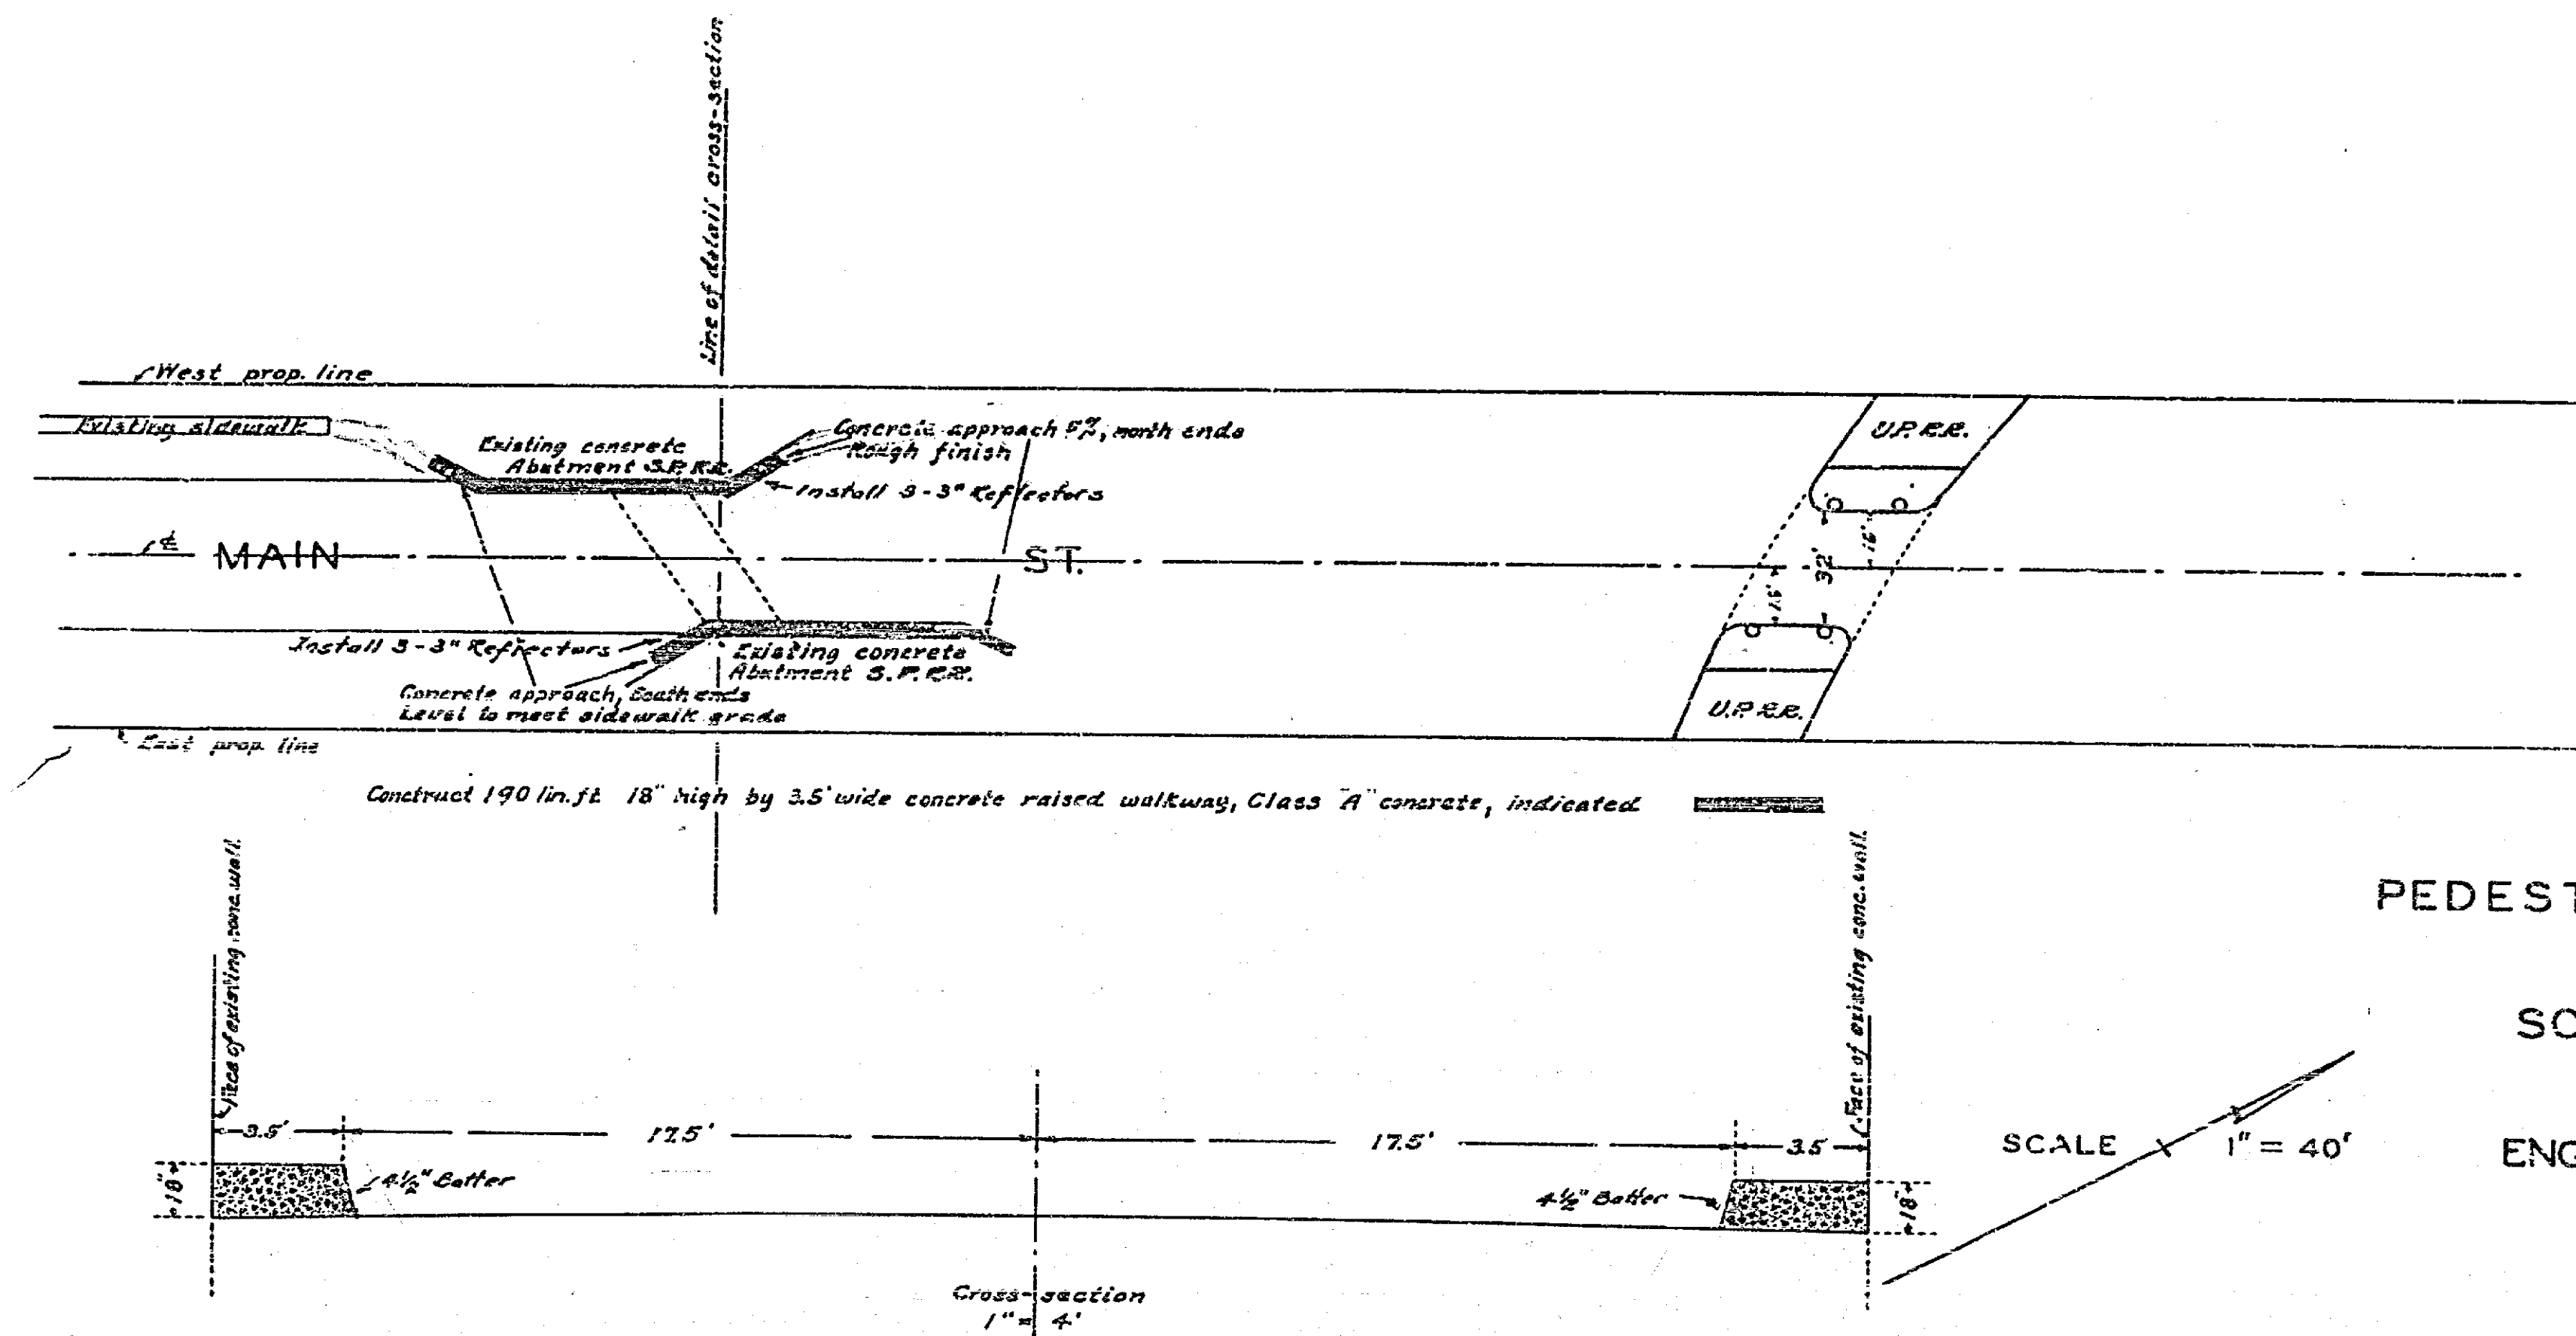 Line of detail cross-section
West prop. line
Existing sidewalk
Existing concrete
Abutment S.P.R.R.
Concrete approach 5%, north ends
Rough finish
Install 3-3" Reflectors
U.P.R.R.
℄
MAIN
ST.
16'
32'
16'
Install 3-3" Reflectors
Existing concrete
Abutment S.P.R.R.
Concrete approach, South ends
Level to meet sidewalk grade
U.P.R.R.
East prop. line
Construct 190 lin.ft. 18" high by 3.5' wide concrete raised walkway, Class "A" concrete, indicated
Face of existing conc. wall.
Face of existing conc. wall.
PEDEST
SO
3.5'
17.5'
17.5'
3.5
SCALE 1" = 40'
ENG
18"
4½" Batter
4½" Batter
18"
Cross-section
1" = 4'